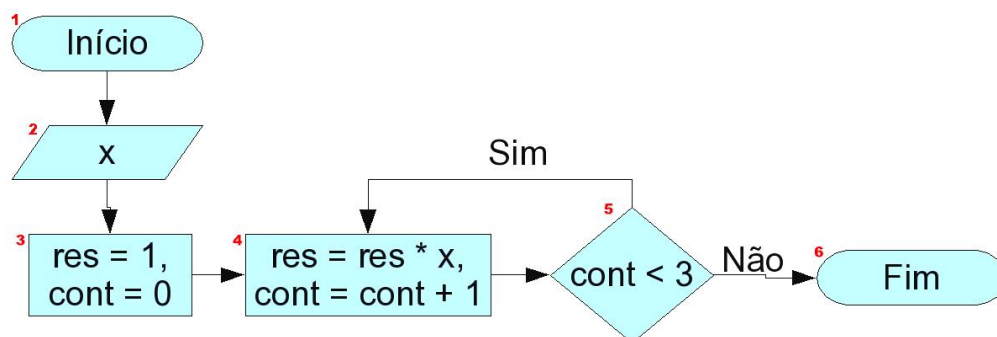 1
Início
2
x
3
res = 1,
cont = 0
4
res = res * x,
cont = cont + 1
Sim
5
cont < 3
Não
6
Fim